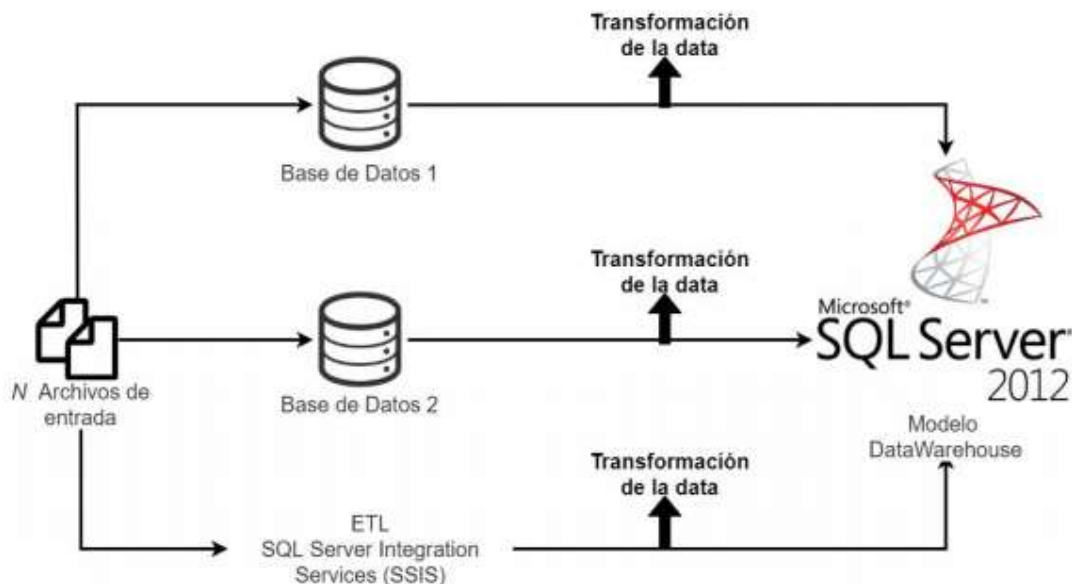 Transformación
de la data
Base de Datos 1
Transformación
de la data
Microsoft®
SQL Server®
2012
N Archivos de
entrada
Base de Datos 2
Modelo
DataWarehouse
Transformación
de la data
ETL
SQL Server Integration
Services (SSIS)